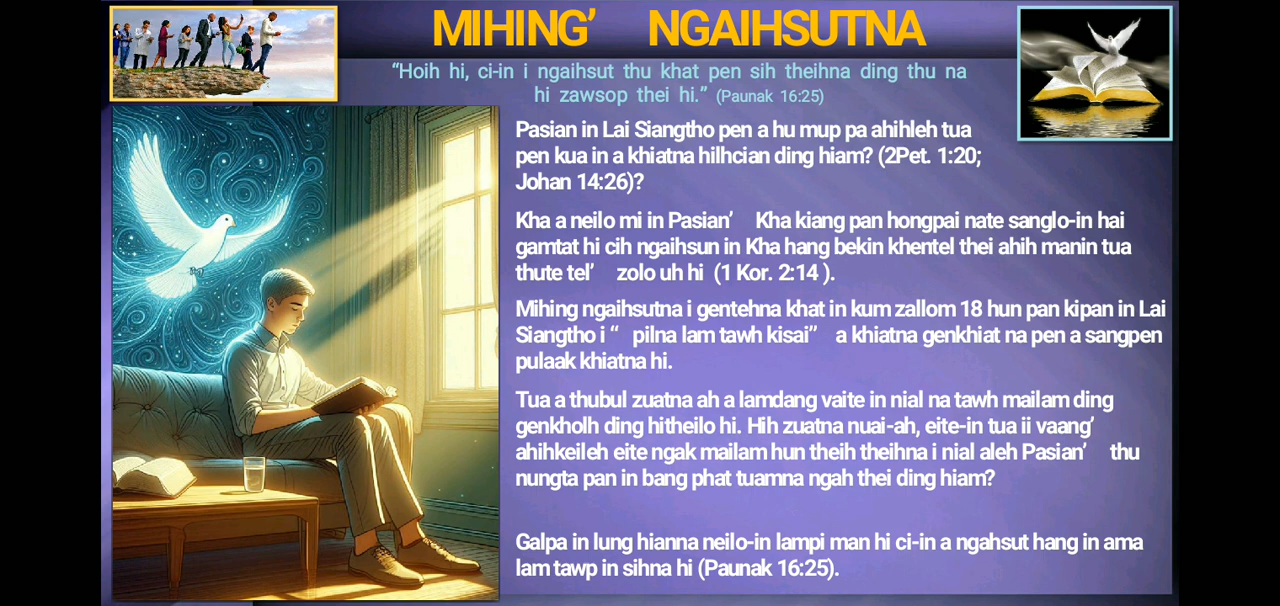 MIHING’ NGAIHSUTNA
“Hoih hi, ci-in i ngaihsut thu khat pen sih theihna ding thu na
hi zawsop thei hi.” (Paunak 16:25)
Pasian in Lai Siangtho pen a hu mup pa ahihleh tua
pen kua in a khiatna hilhcian ding hiam? (2Pet. 1:20;
Johan 14:26)?
Kha a neilo mi in Pasian’ Kha kiang pan hongpai nate sanglo-in hai
gamtat hi cih ngaihsun in Kha hang bekin khentel thei ahih manin tua
thute tel’ zolo uh hi (1 Kor. 2:14 ).
Mihing ngaihsutna i gentehna khat in kum zallom 18 hun pan kipan in Lai
Siangtho i “ pilna lam tawh kisai” a khiatna genkhiat na pen a sangpen
pulaak khiatna hi.
Tua a thubul zuatna ah a lamdang vaite in nial na tawh mailam ding
genkholh ding hitheilo hi. Hih zuatna nuai-ah, eite-in tua ii vaang’
ahihkeileh eite ngak mailam hun theih theihna i nial aleh Pasian’ thu
nungta pan in bang phat tuamna ngah thei ding hiam?
Galpa in lung hianna neilo-in lampi man hi ci-in a ngahsut hang in ama
lam tawp in sihna hi (Paunak 16:25).